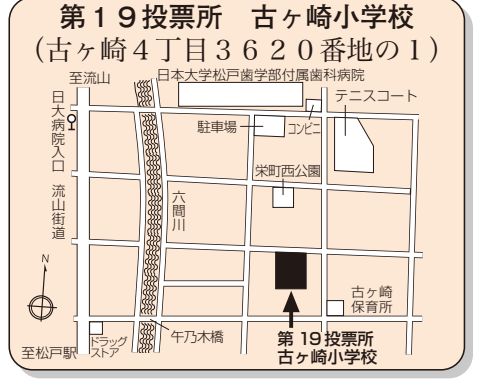 第１９投票所　古ヶ崎小学校
（古ヶ崎４丁目３６２０番地の１）
至流山
日本大学松戸歯学部付属歯科病院
日大病院入口
テニスコート
駐車場
コンビニ
栄町西公園
流山街道
六間川
N
古ヶ崎
保育所
午乃木橋
ドラッグ
ストア
至松戸駅
第 19 投票所
古ヶ崎小学校